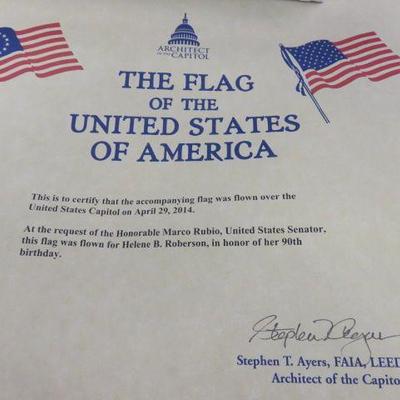 ARCHITECT
OF THE
CAPITOL
THE FLAG
OF THE
UNITED STATES
OF AMERICA
This is to certify that the accompanying flag was flown over the
United States Capitol on April 29, 2014.
At the request of the Honorable Marco Rubio, United States Senator,
this flag was flown for Helene B. Roberson, in honor of her 90th
birthday.
Stephen T. Ayers
Stephen T. Ayers, FAIA, LEED
Architect of the Capito